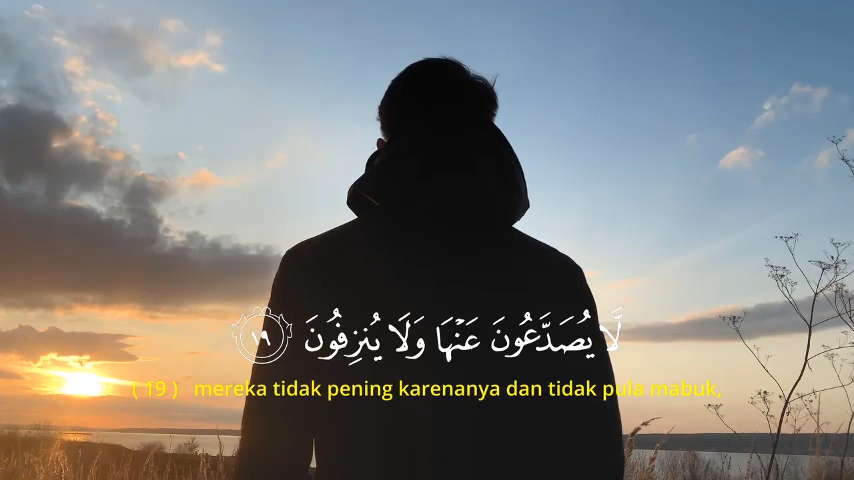 لَّا يُصَدَّعُونَ عَنْهَا وَلَا يُنزِفُونَ ١٩
( 19 ) mereka tidak pening karenanya dan tidak pula mabuk,